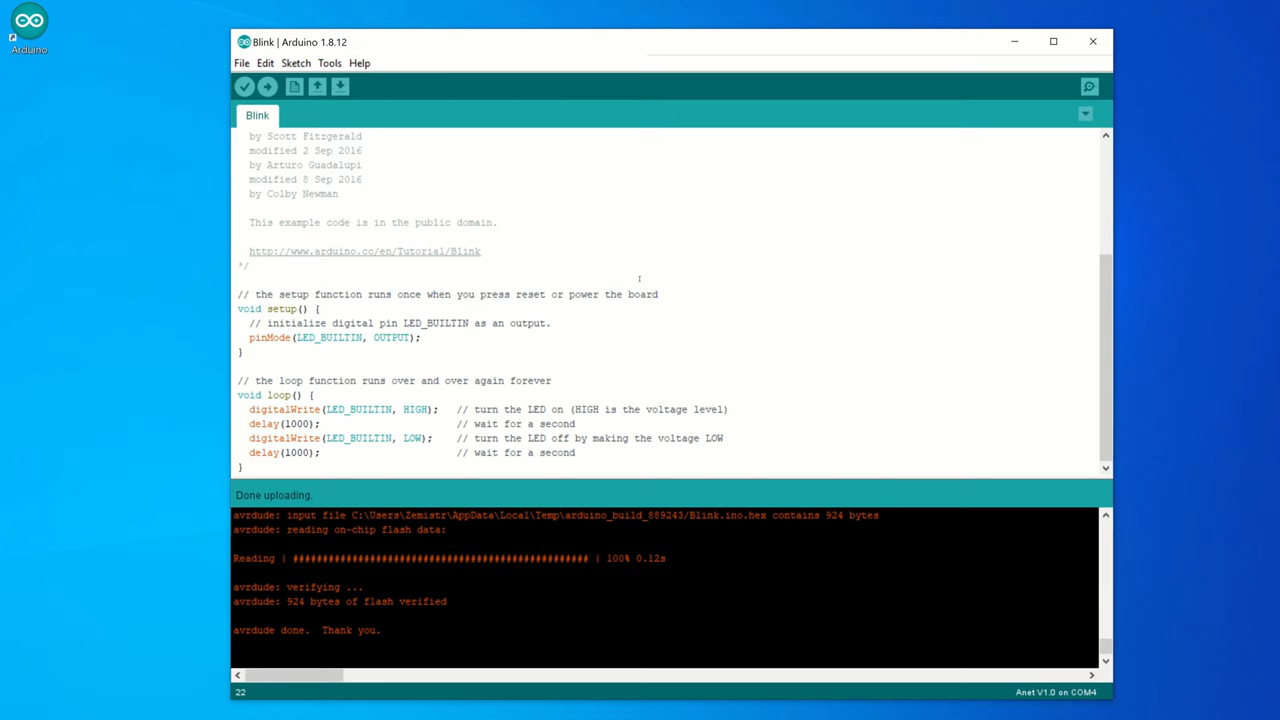 Arduino
Blink | Arduino 1.8.12
File Edit Sketch Tools Help
Blink
by Scott Fitzgerald
modified 2 Sep 2016
by Arturo Guadalupi
modified 8 Sep 2016
by Colby Newman
This example code is in the public domain.
http://www.arduino.cc/en/Tutorial/Blink
*/
// the setup function runs once when you press reset or power the board
void setup() {
// initialize digital pin LED_BUILTIN as an output.
pinMode(LED_BUILTIN, OUTPUT);
}
// the loop function runs over and over again forever
void loop() {
digitalWrite(LED_BUILTIN, HIGH);   // turn the LED on (HIGH is the voltage level)
delay(1000);                       // wait for a second
digitalWrite(LED_BUILTIN, LOW);    // turn the LED off by making the voltage LOW
delay(1000);                       // wait for a second
}
Done uploading.
avrdude: input file C:\Users\Zemistr\AppData\Local\Temp\arduino_build_889243/Blink.ino.hex contains 924 bytes
avrdude: reading on-chip flash data:
Reading | ################################################## | 100% 0.12s
avrdude: verifying ...
avrdude: 924 bytes of flash verified
avrdude done.  Thank you.
22
Anet V1.0 on COM4